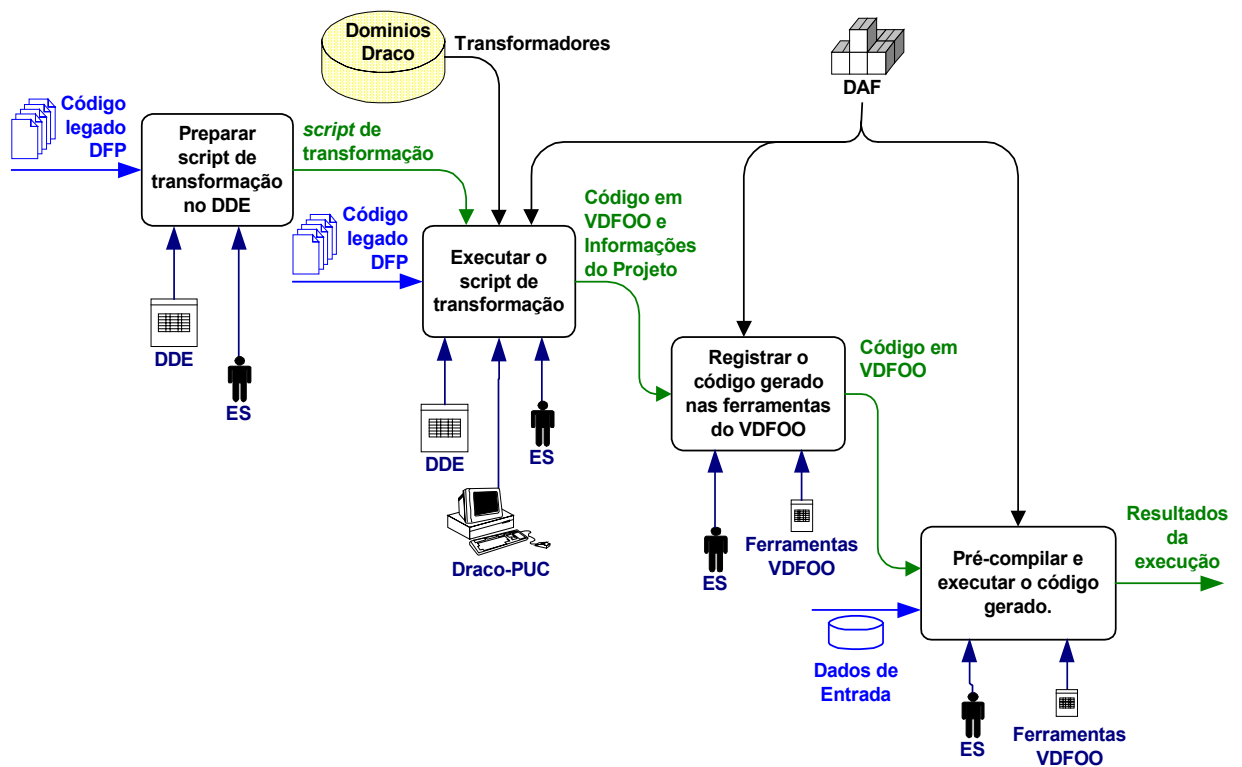 Dominios
Draco
Transformadores
DAF
Código
legado
DFP
Preparar
script de
transformação
no DDE
script de
transformação
DDE
ES
Código
legado
DFP
Executar o
script de
transformação
Código em
VDFOO e
Informações
do Projeto
DDE
ES
Draco-PUC
Registrar o
código gerado
nas ferramentas
do VDFOO
Código em
VDFOO
ES
Ferramentas
VDFOO
Pré-compilar e
executar o código
gerado.
Resultados
da
execução
Dados de
Entrada
ES
Ferramentas
VDFOO